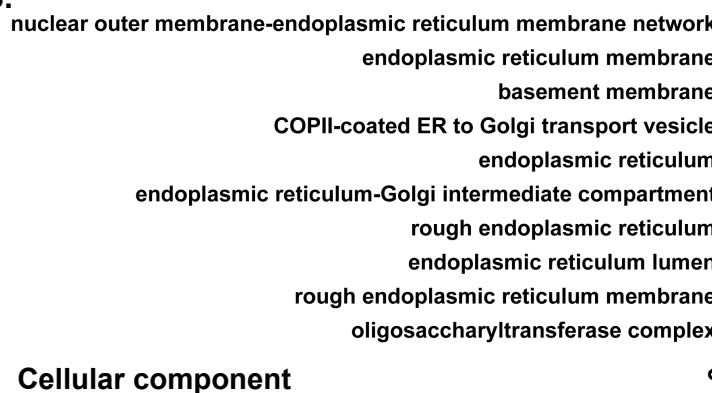 nuclear outer membrane-endoplasmic reticulum membrane network
endoplasmic reticulum membrane
basement membrane
COPII-coated ER to Golgi transport vesicle
endoplasmic reticulum
endoplasmic reticulum-Golgi intermediate compartment
rough endoplasmic reticulum
endoplasmic reticulum lumen
rough endoplasmic reticulum membrane
oligosaccharyltransferase complex
Cellular component